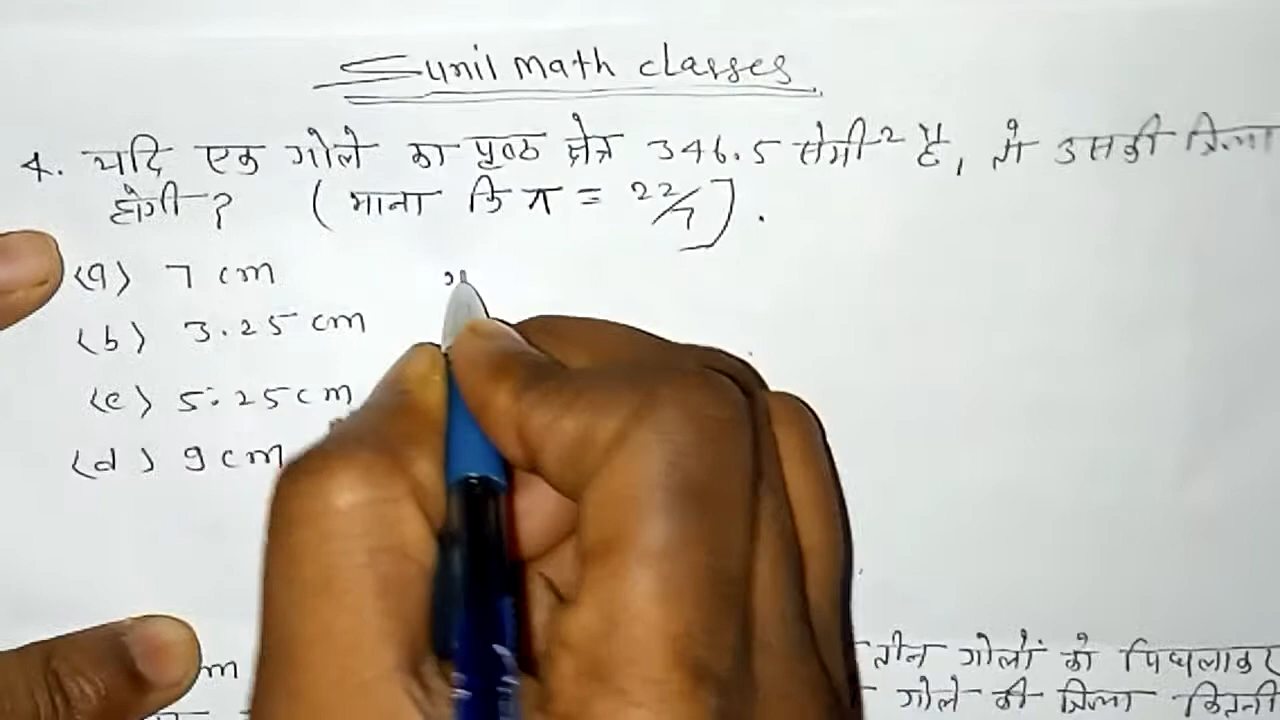 Sunil math classes
4. यदि एक गोले का पृष्ठ क्षेत्र 346.5 सेमी² है, तो उसकी त्रिज्या
होगी? ( माना कि π = 22/7 ] .
(a) 7 cm
(b) 3.25 cm
(c) 5.25 cm
(d) 9 cm
m तीन गोलों को पिघलाकर
गोले की त्रिज्या कितनी